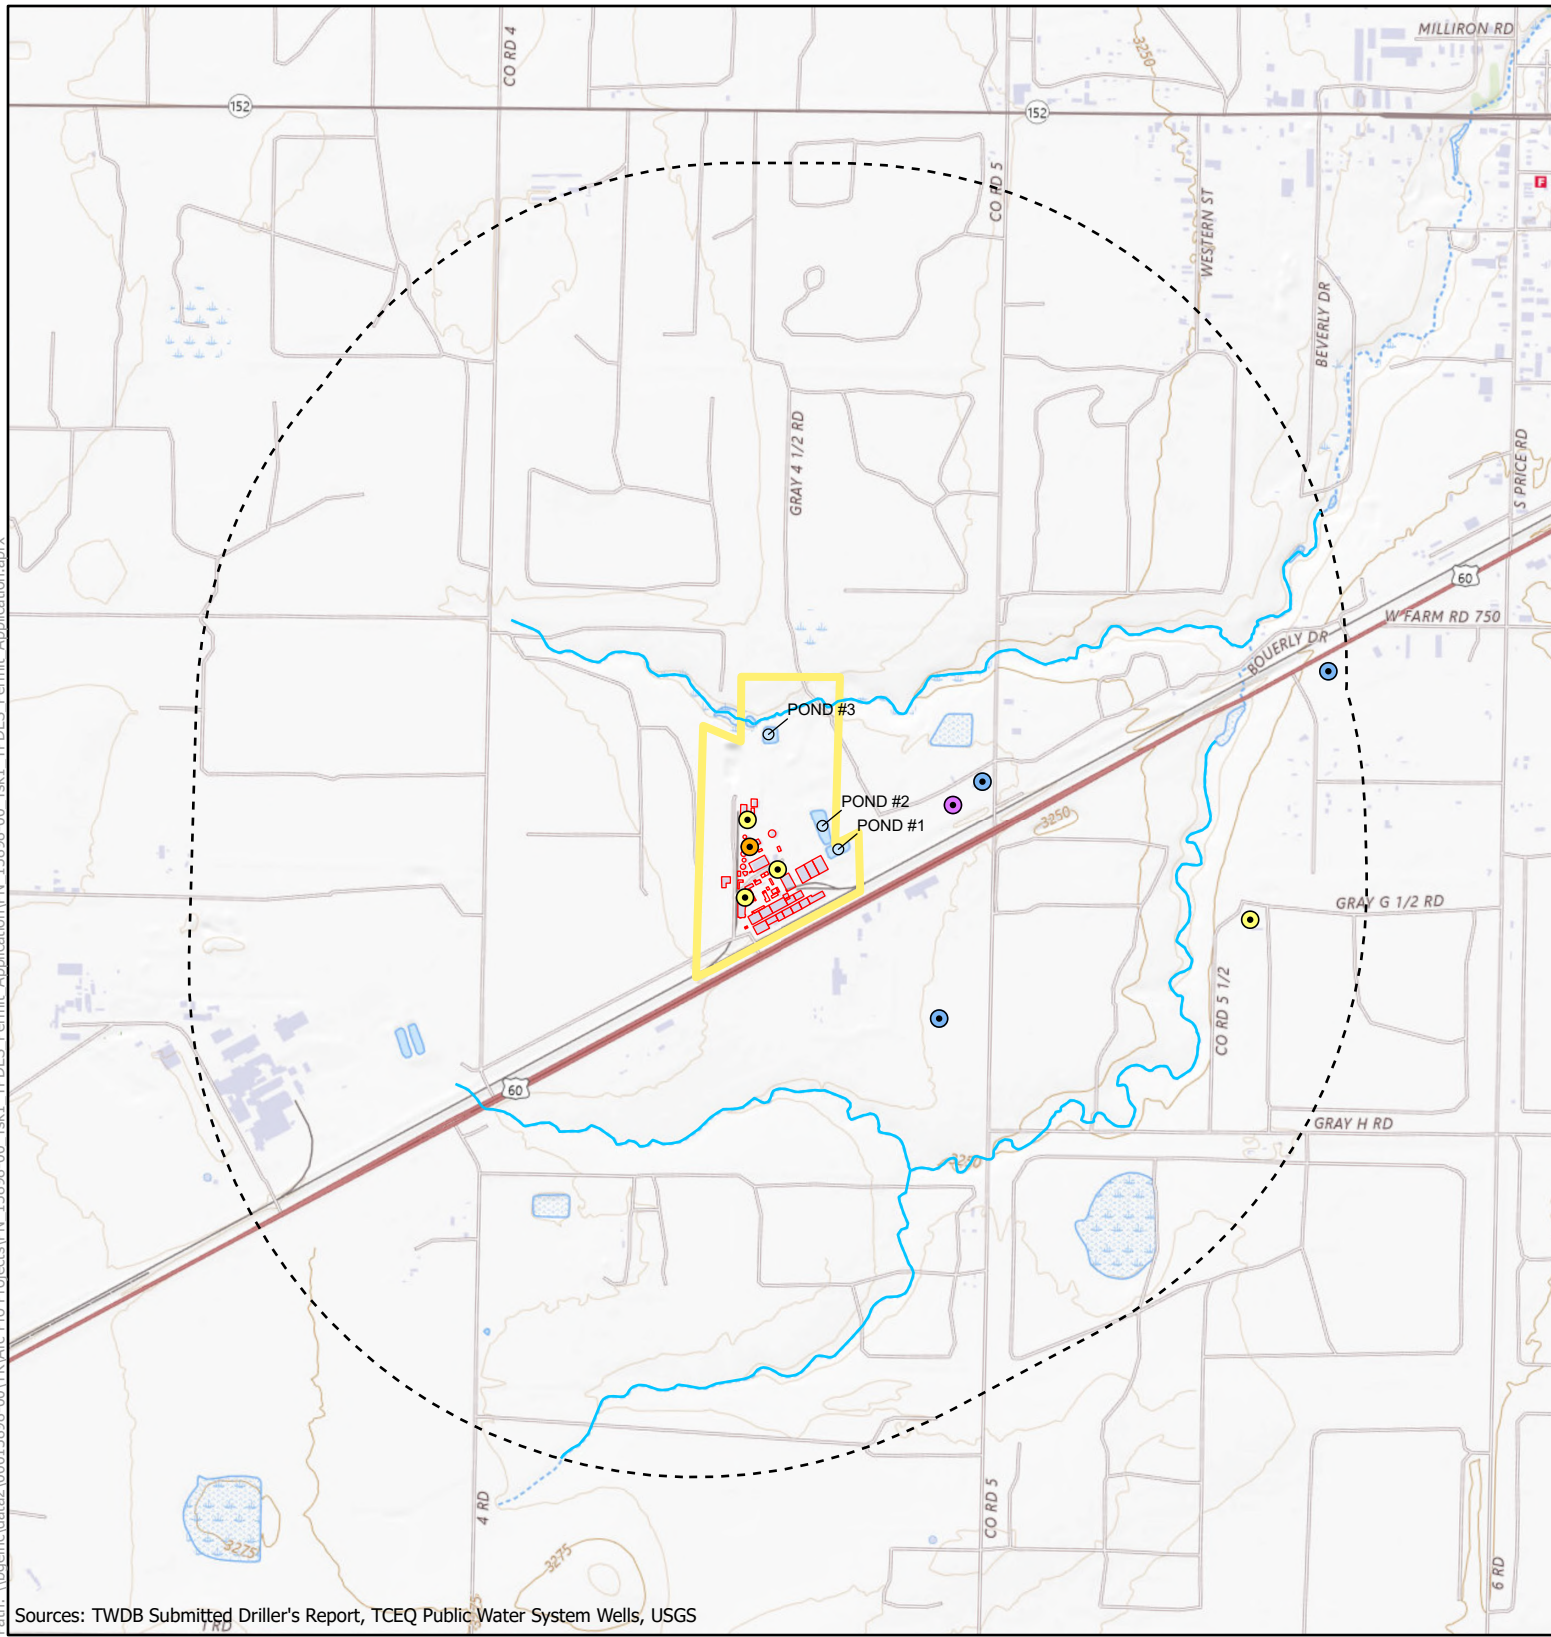 MILLIRON RD
CO RD 4
3250
152
152
F
CO RD 5
WESTERN ST
BEVERLY DR
GRAY 4 1/2 RD
S PRICE RD
60
W FARM RD 750
BOUERLY DR
POND #3
POND #2
POND #1
3250
GRAY G 1/2 RD
CO RD 5 1/2
60
GRAY H RD
3250
4 RD
CO RD 5
3275
3275
6 RD
Sources: TWDB Submitted Driller's Report, TCEQ Public Water System Wells, USGS